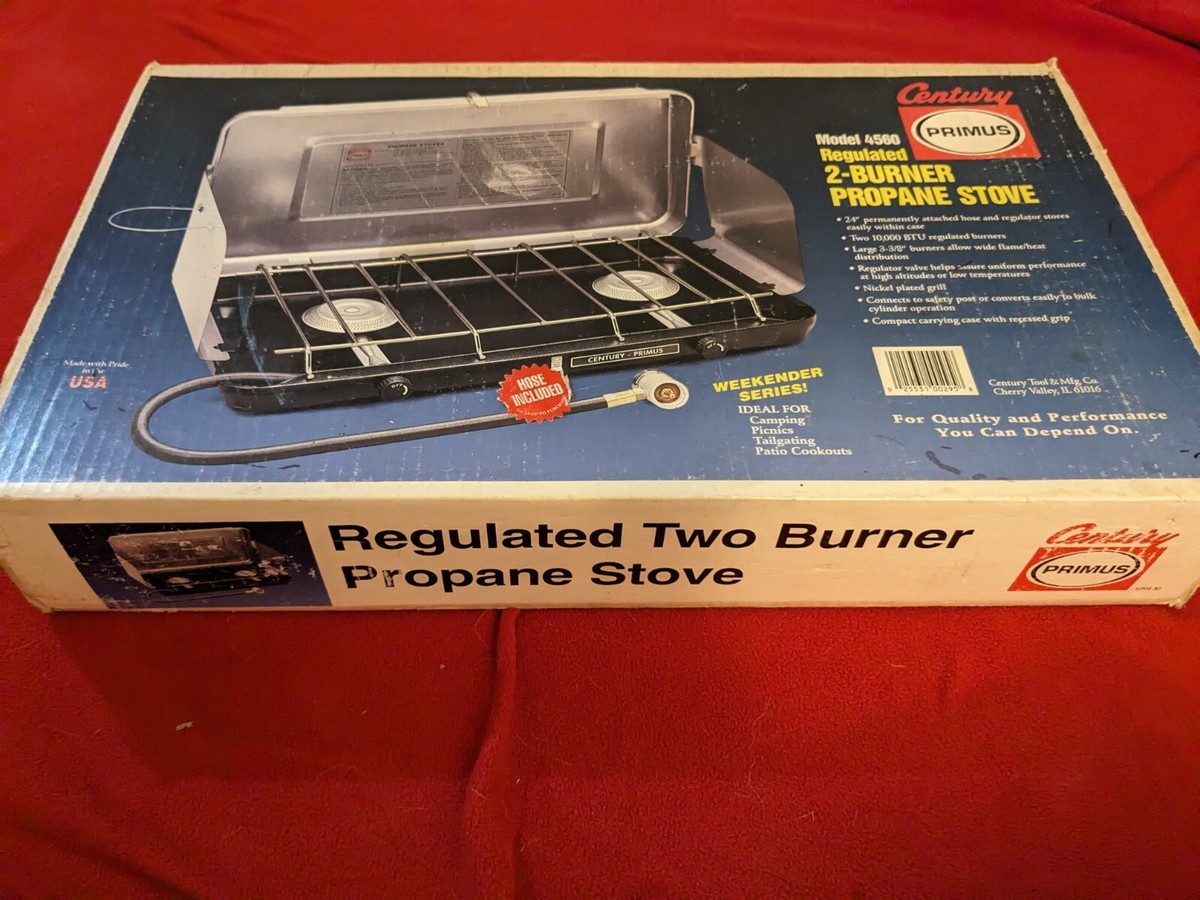 Century
PRIMUS
Model 4560
Regulated
2-BURNER
PROPANE STOVE
• 24" permanently attached hose and regulator stores
easily within case
• Two 10,000 BTU regulated burners
• Large 3-3/8" burners allow wide flame/heat
distribution
• Regulator valve helps assure uniform performance
at high altitudes or low temperatures
• Nickel plated grill
• Connects to safety post or converts easily to bulk
cylinder operation
• Compact carrying case with recessed grip
PROPANE STOVES
CENTURY - PRIMUS
Made with Pride
in the
USA
HOSE
INCLUDED
WEEKENDER
SERIES!
IDEAL FOR
Camping
Picnics
Tailgating
Patio Cookouts
0 25531 00295 8
Century Tool & Mfg. Co.
Cherry Valley, IL 61016
For Quality and Performance
You Can Depend On.
Regulated Two Burner
Propane Stove
Century
PRIMUS